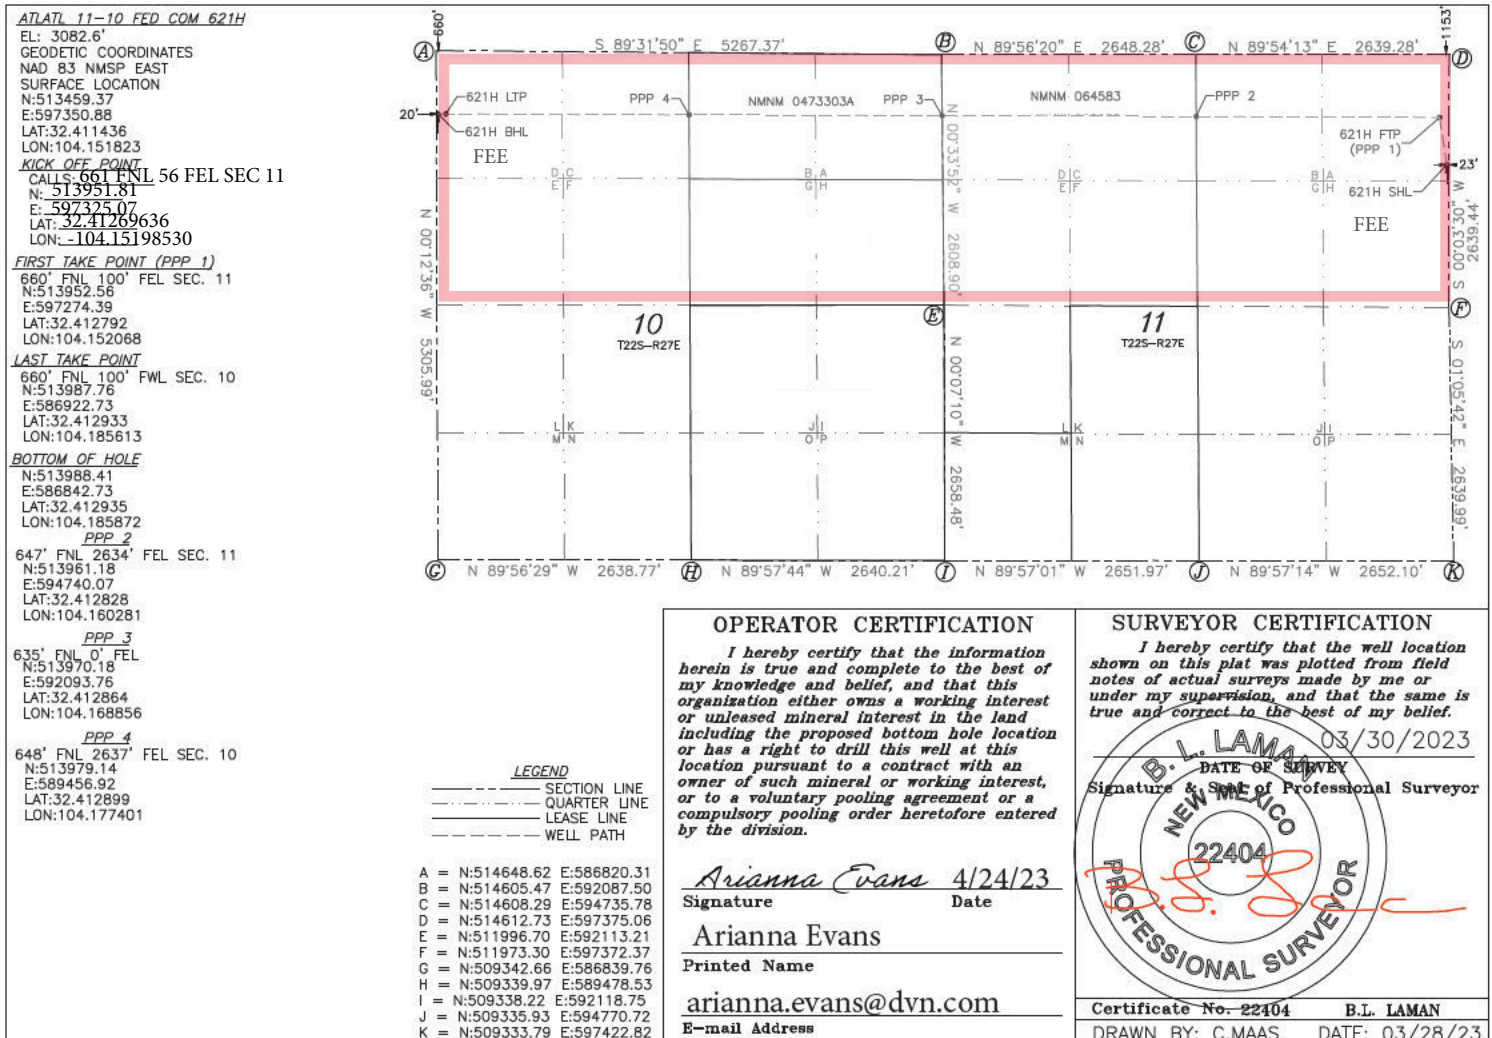 ATLATL 11-10 FED COM 621H
EL: 3082.6'
GEODETIC COORDINATES
NAD 83 NMSP EAST
SURFACE LOCATION
N:513459.37
E:597350.88
LAT:32.411436
LON:104.151823
KICK OFF POINT
CALLS: 661 FNL 56 FEL SEC 11
N: 513951.81
E: 597325.07
LAT: 32.41269636
LON: -104.15198530
FIRST TAKE POINT (PPP 1)
660' FNL 100' FEL SEC. 11
N:513952.56
E:597274.39
LAT:32.412792
LON:104.152068
LAST TAKE POINT
660' FNL 100' FWL SEC. 10
N:513987.76
E:586922.73
LAT:32.412933
LON:104.185613
BOTTOM OF HOLE
N:513988.41
E:586842.73
LAT:32.412935
LON:104.185872
PPP 2
647' FNL 2634' FEL SEC. 11
N:513961.18
E:594740.07
LAT:32.412828
LON:104.160281
PPP 3
635' FNL 0' FEL
N:513970.18
E:592093.76
LAT:32.412864
LON:104.168856
PPP 4
648' FNL 2637' FEL SEC. 10
N:513979.14
E:589456.92
LAT:32.412899
LON:104.177401
660'
1153'
A
S 89°31'50" E 5267.37'
B
N 89°56'20" E 2648.28'
C
N 89°54'13" E 2639.28'
D
621H LTP
PPP 4
NMNM 0473303A
PPP 3
NMNM 064583
PPP 2
20'
621H BHL
FEE
621H FTP
(PPP 1)
23'
621H SHL
FEE
D C
E F
B A
G H
D C
E F
B A
G H
N 00°12'36" W 5305.99'
N 00°33'52" W 2608.90'
S 00°03'30" W
2639.44'
E
F
10
T22S-R27E
11
T22S-R27E
N 00°07'10" W 2658.48'
S 01°05'42" E 2639.99'
L K
M N
J I
O P
L K
M N
J I
O P
G
N 89°56'29" W 2638.77'
H
N 89°57'44" W 2640.21'
I
N 89°57'01" W 2651.97'
J
N 89°57'14" W 2652.10'
K
LEGEND
SECTION LINE
QUARTER LINE
LEASE LINE
WELL PATH
A = N:514648.62 E:586820.31
B = N:514605.47 E:592087.50
C = N:514608.29 E:594735.78
D = N:514612.73 E:597375.06
E = N:511996.70 E:592113.21
F = N:511973.30 E:597372.37
G = N:509342.66 E:586839.76
H = N:509339.97 E:589478.53
I = N:509338.22 E:592118.75
J = N:509335.93 E:594770.72
K = N:509333.79 E:597422.82
OPERATOR CERTIFICATION
I hereby certify that the information
herein is true and complete to the best of
my knowledge and belief, and that this
organization either owns a working interest
or unleased mineral interest in the land
including the proposed bottom hole location
or has a right to drill this well at this
location pursuant to a contract with an
owner of such mineral or working interest,
or to a voluntary pooling agreement or a
compulsory pooling order heretofore entered
by the division.
Arianna Evans 4/24/23
Signature Date
Arianna Evans
Printed Name
arianna.evans@dvn.com
E-mail Address
SURVEYOR CERTIFICATION
I hereby certify that the well location
shown on this plat was plotted from field
notes of actual surveys made by me or
under my supervision, and that the same is
true and correct to the best of my belief.
03/30/2023
DATE OF SURVEY
Signature & Seal of Professional Surveyor
B. L. LAMAN
NEW MEXICO
22404
PROFESSIONAL SURVEYOR
Certificate No. 22404 B.L. LAMAN
DRAWN BY: C.MAAS DATE: 03/28/23